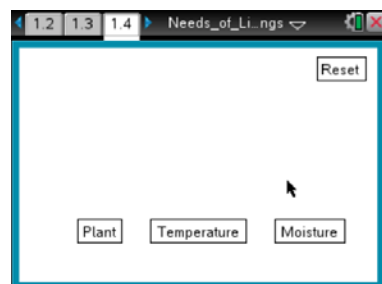 1.2 1.3 1.4 Needs_of_Li...ngs
Reset
Plant Temperature Moisture